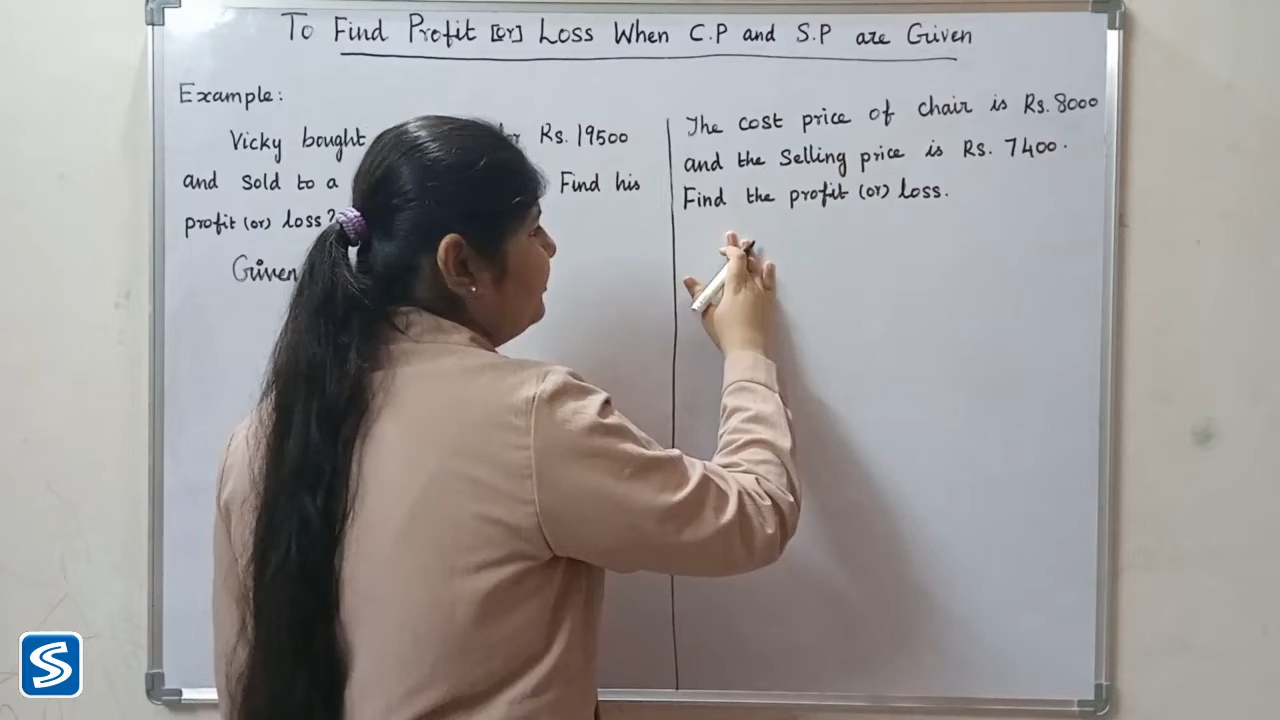 To Find Profit [or] Loss When C.P and S.P are Given
Example:
Vicky bought Rs. 19500
and sold to a Find his
profit (or) loss?
Given
The cost price of chair is Rs. 8000
and the Selling price is Rs. 7400.
Find the profit (or) loss.
S